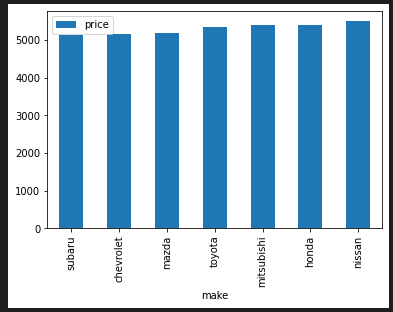 price
5000
4000
3000
2000
1000
0
subaru
chevrolet
mazda
toyota
mitsubishi
honda
nissan
make